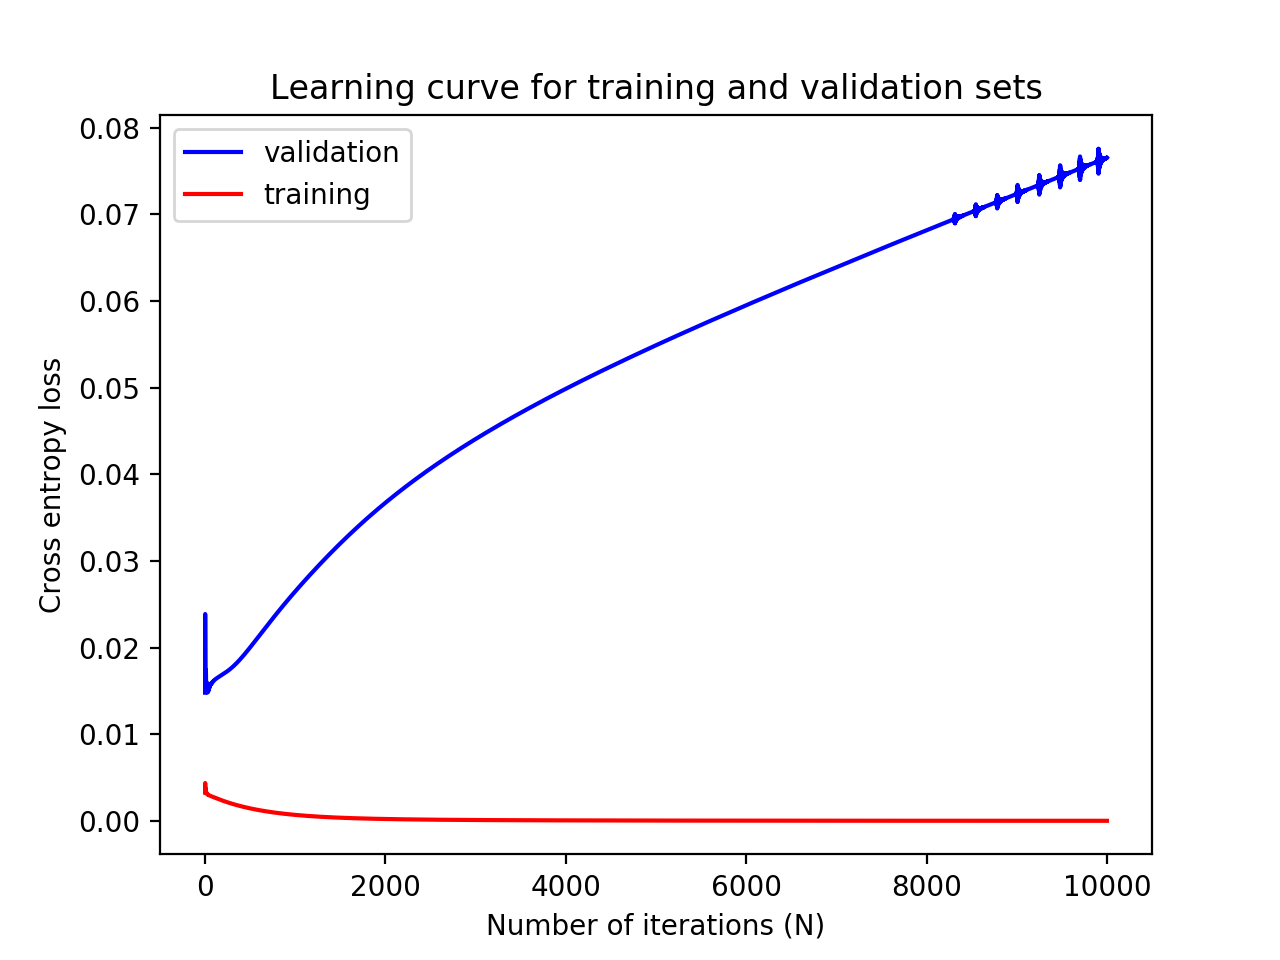 Learning curve for training and validation sets
validation
training
0.08
0.07
0.06
0.05
0.04
0.03
0.02
0.01
0.00
Cross entropy loss
0 2000 4000 6000 8000 10000
Number of iterations (N)